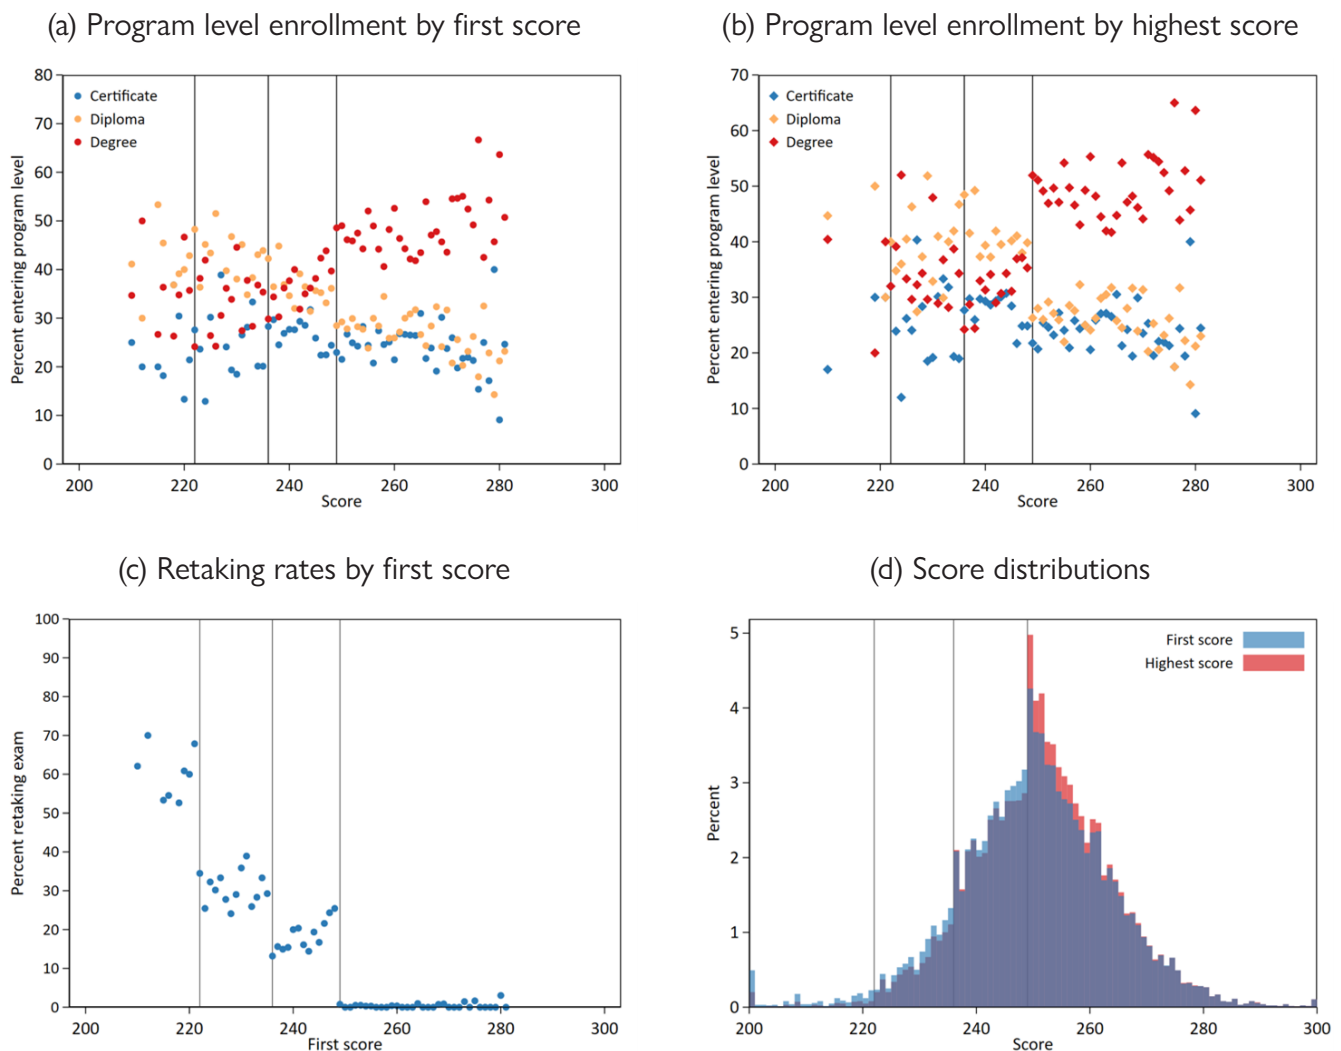 (a) Program level enrollment by first score
(b) Program level enrollment by highest score
80
70
60
50
40
30
20
10
0
Percent entering program level
Certificate
Diploma
Degree
200
220
240
260
280
300
Score
70
60
50
40
30
20
10
0
Percent entering program level
Certificate
Diploma
Degree
200
220
240
260
280
300
Score
(c) Retaking rates by first score
(d) Score distributions
100
90
80
70
60
50
40
30
20
10
0
Percent retaking exam
200
220
240
260
280
300
First score
5
4
3
2
1
0
Percent
First score
Highest score
200
220
240
260
280
300
Score